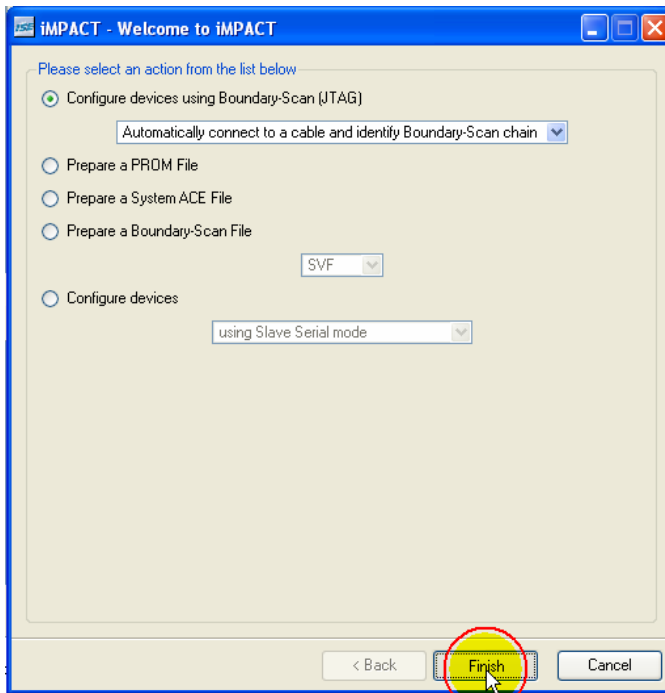 ISE iMPACT - Welcome to iMPACT
Please select an action from the list below
Configure devices using Boundary-Scan (JTAG)
Automatically connect to a cable and identify Boundary-Scan chain
Prepare a PROM File
Prepare a System ACE File
Prepare a Boundary-Scan File
SVF
Configure devices
using Slave Serial mode
< Back Finish Cancel